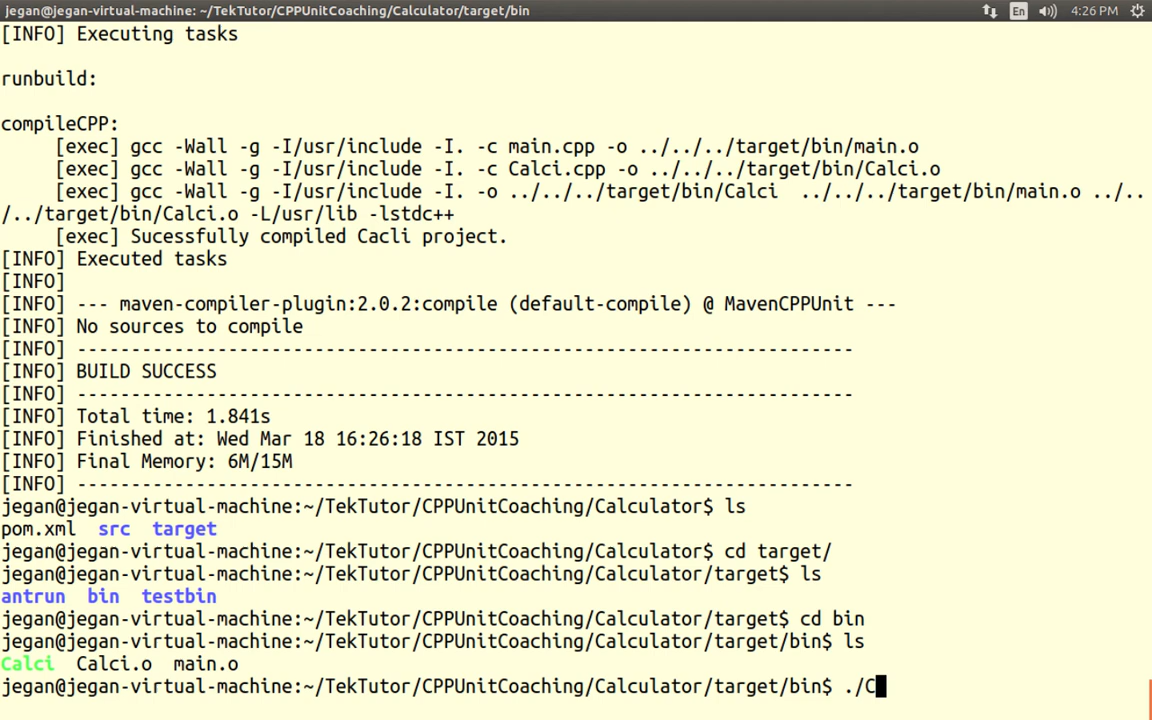 jegan@jegan-virtual-machine: ~/TekTutor/CPPUnitCoaching/Calculator/target/bin En 4:26 PM
[INFO] Executing tasks
runbuild:
compileCPP:
[exec] gcc -Wall -g -I/usr/include -I. -c main.cpp -o ../../../target/bin/main.o
[exec] gcc -Wall -g -I/usr/include -I. -c Calci.cpp -o ../../../target/bin/Calci.o
[exec] gcc -Wall -g -I/usr/include -I. -o ../../../target/bin/Calci  ../../../target/bin/main.o ../..
/../target/bin/Calci.o -L/usr/lib -lstdc++
[exec] Sucessfully compiled Cacli project.
[INFO] Executed tasks
[INFO]
[INFO] --- maven-compiler-plugin:2.0.2:compile (default-compile) @ MavenCPPUnit ---
[INFO] No sources to compile
[INFO] ------------------------------------------------------------------------
[INFO] BUILD SUCCESS
[INFO] ------------------------------------------------------------------------
[INFO] Total time: 1.841s
[INFO] Finished at: Wed Mar 18 16:26:18 IST 2015
[INFO] Final Memory: 6M/15M
[INFO] ------------------------------------------------------------------------
jegan@jegan-virtual-machine:~/TekTutor/CPPUnitCoaching/Calculator$ ls
pom.xml  src  target
jegan@jegan-virtual-machine:~/TekTutor/CPPUnitCoaching/Calculator$ cd target/
jegan@jegan-virtual-machine:~/TekTutor/CPPUnitCoaching/Calculator/target$ ls
antrun  bin  testbin
jegan@jegan-virtual-machine:~/TekTutor/CPPUnitCoaching/Calculator/target$ cd bin
jegan@jegan-virtual-machine:~/TekTutor/CPPUnitCoaching/Calculator/target/bin$ ls
Calci  Calci.o  main.o
jegan@jegan-virtual-machine:~/TekTutor/CPPUnitCoaching/Calculator/target/bin$ ./C